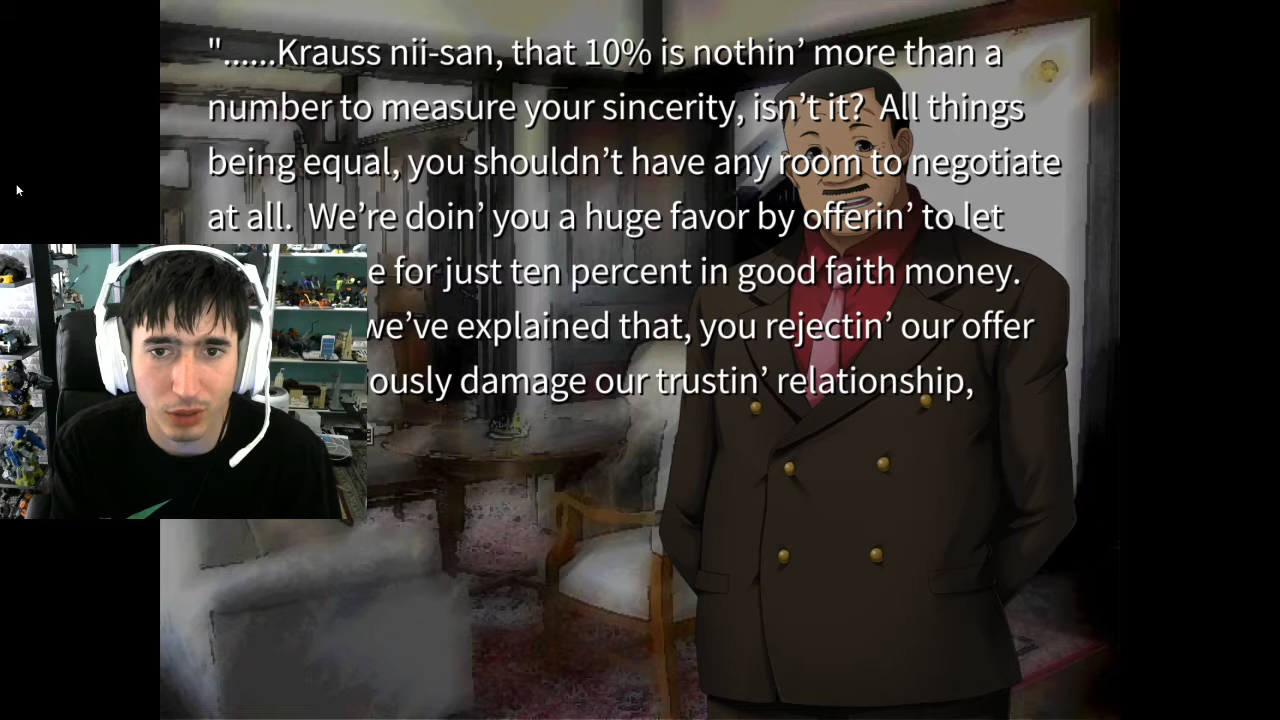 "......Krauss nii-san, that 10% is nothin’ more than a
number to measure your sincerity, isn’t it?  All things
being equal, you shouldn’t have any room to negotiate
at all.  We’re doin’ you a huge favor by offerin’ to let
for just ten percent in good faith money.
we’ve explained that, you rejectin’ our offer
damage our trustin’ relationship,